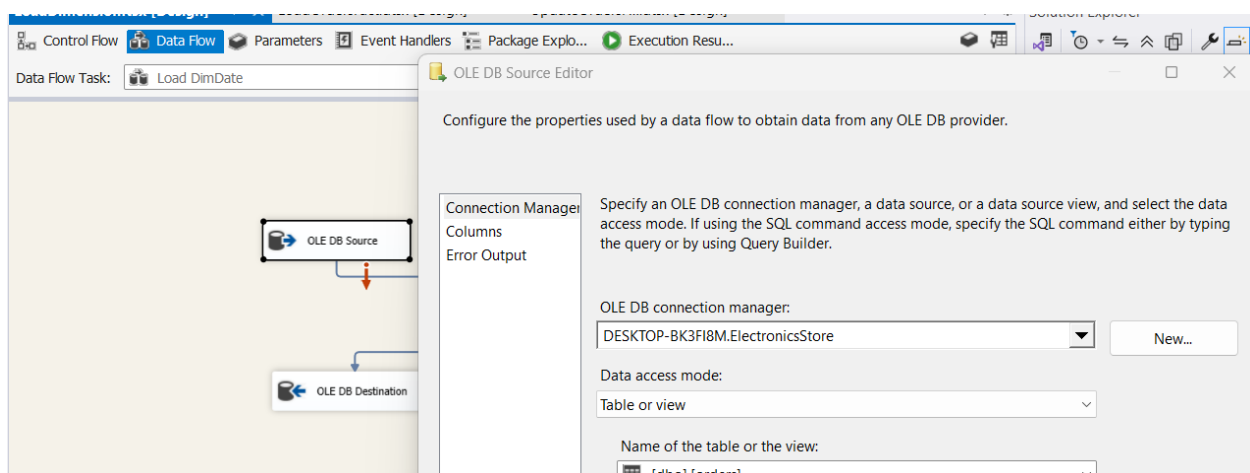 Control Flow Data Flow Parameters Event Handlers Package Explo... Execution Resu...
Data Flow Task: Load DimDate
OLE DB Source Editor
Configure the properties used by a data flow to obtain data from any OLE DB provider.
Connection Manager
Columns
Error Output
Specify an OLE DB connection manager, a data source, or a data source view, and select the data
access mode. If using the SQL command access mode, specify the SQL command either by typing
the query or by using Query Builder.
OLE DB Source
OLE DB connection manager:
DESKTOP-BK3FI8M.ElectronicsStore
New...
Data access mode:
OLE DB Destination
Table or view
Name of the table or the view: